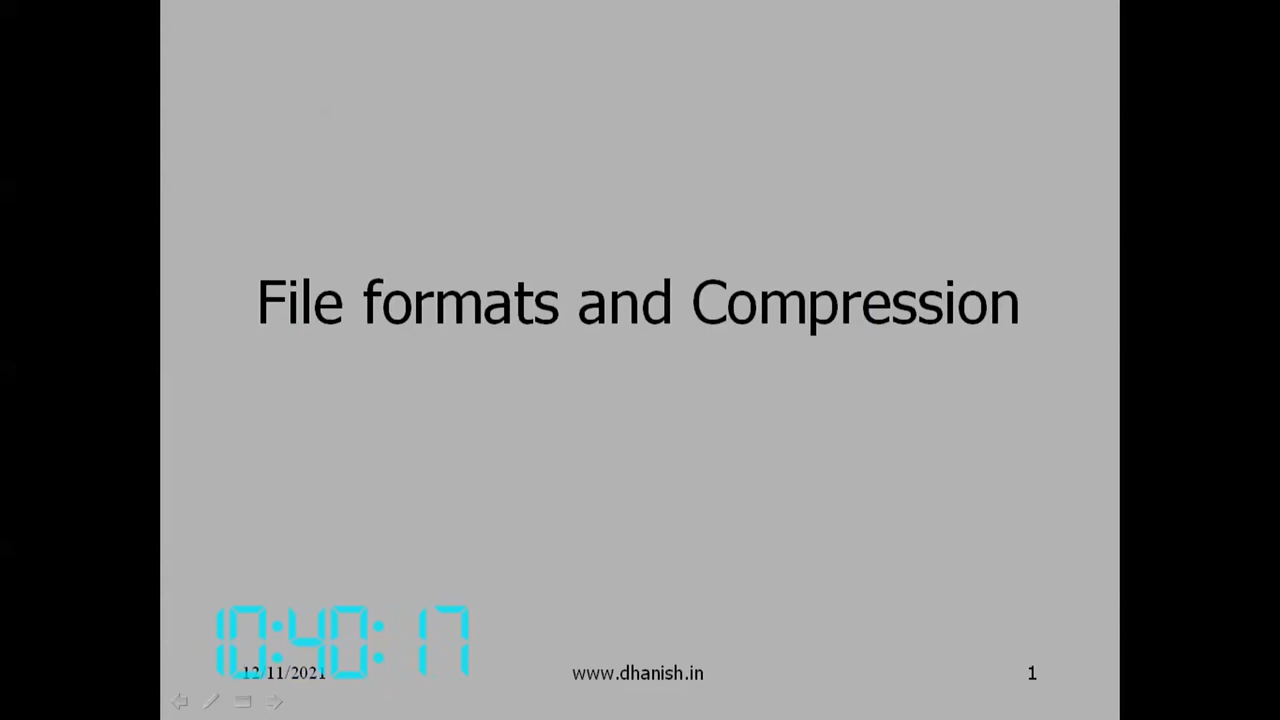 File formats and Compression
10:40:17
12/11/2021
www.dhanish.in
1